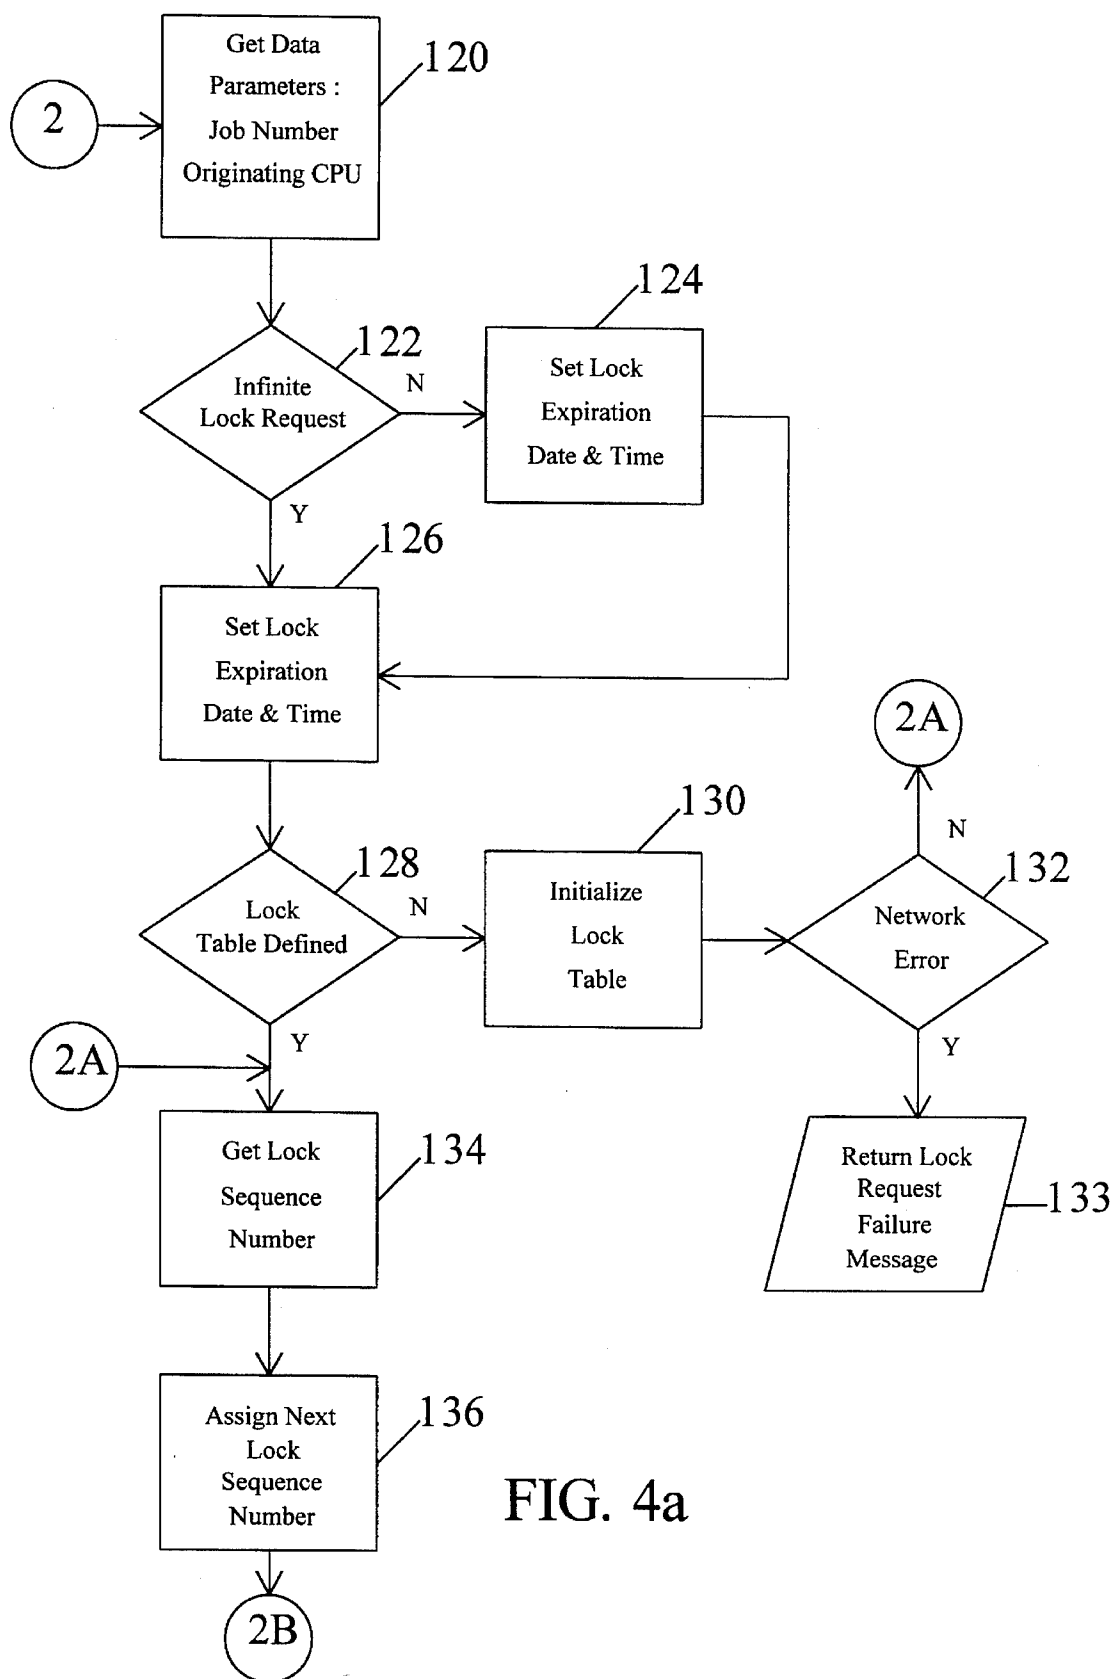 Get Data
Parameters :
Job Number
Originating CPU
120
2
124
122
Infinite
Lock Request
N
Set Lock
Expiration
Date & Time
Y
126
Set Lock
Expiration
Date & Time
2A
130
N
128
132
Lock
Table Defined
N
Initialize
Lock
Table
Network
Error
Y
Y
2A
Get Lock
Sequence
Number
134
Return Lock
Request
Failure
Message
133
Assign Next
Lock
Sequence
Number
136
FIG. 4a
2B